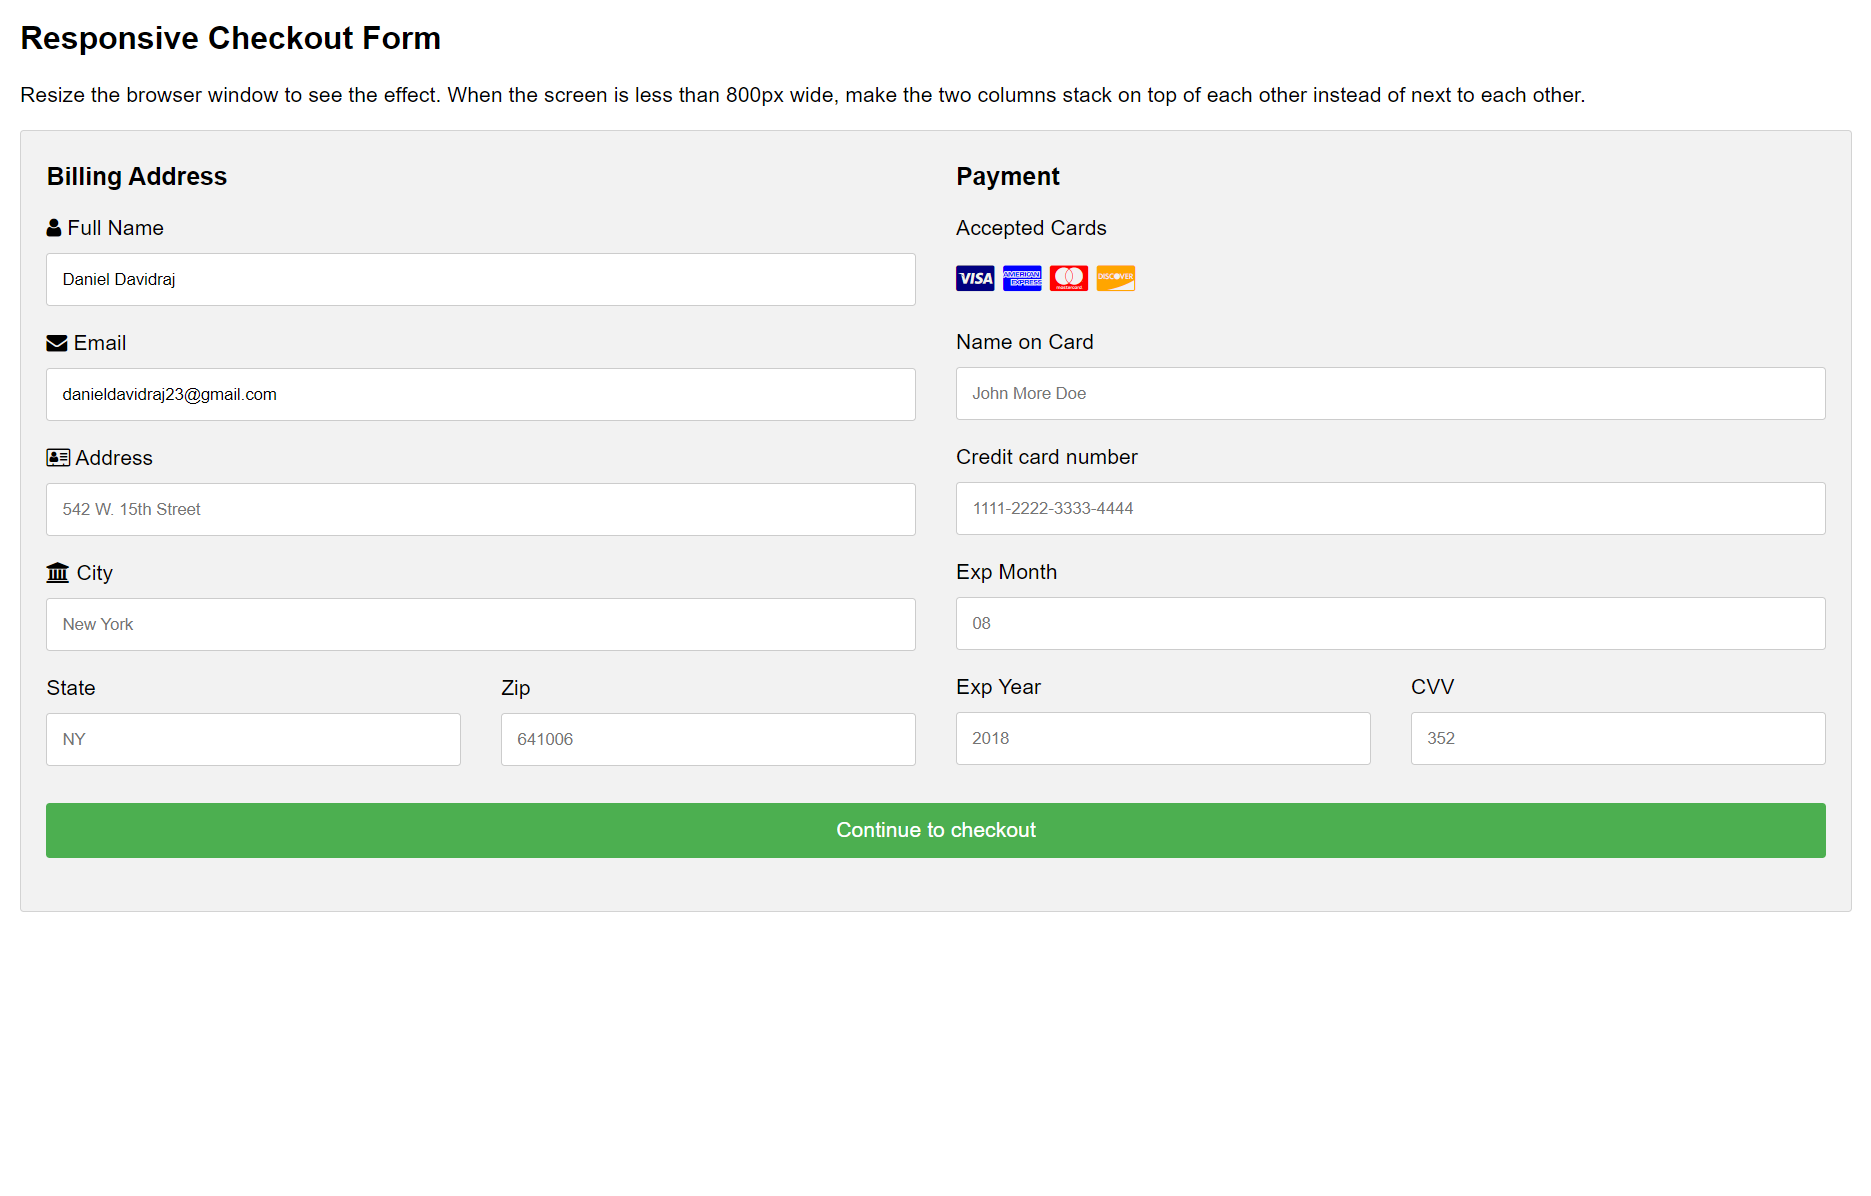 Responsive Checkout Form
Resize the browser window to see the effect. When the screen is less than 800px wide, make the two columns stack on top of each other instead of next to each other.
Billing Address
Full Name
Daniel Davidraj
Email
danieldavidraj23@gmail.com
Address
542 W. 15th Street
City
New York
State
Zip
NY
641006
Payment
Accepted Cards
VISA
AMERICAN EXPRESS
mastercard
DISCOVER
Name on Card
John More Doe
Credit card number
1111-2222-3333-4444
Exp Month
08
Exp Year
CVV
2018
352
Continue to checkout